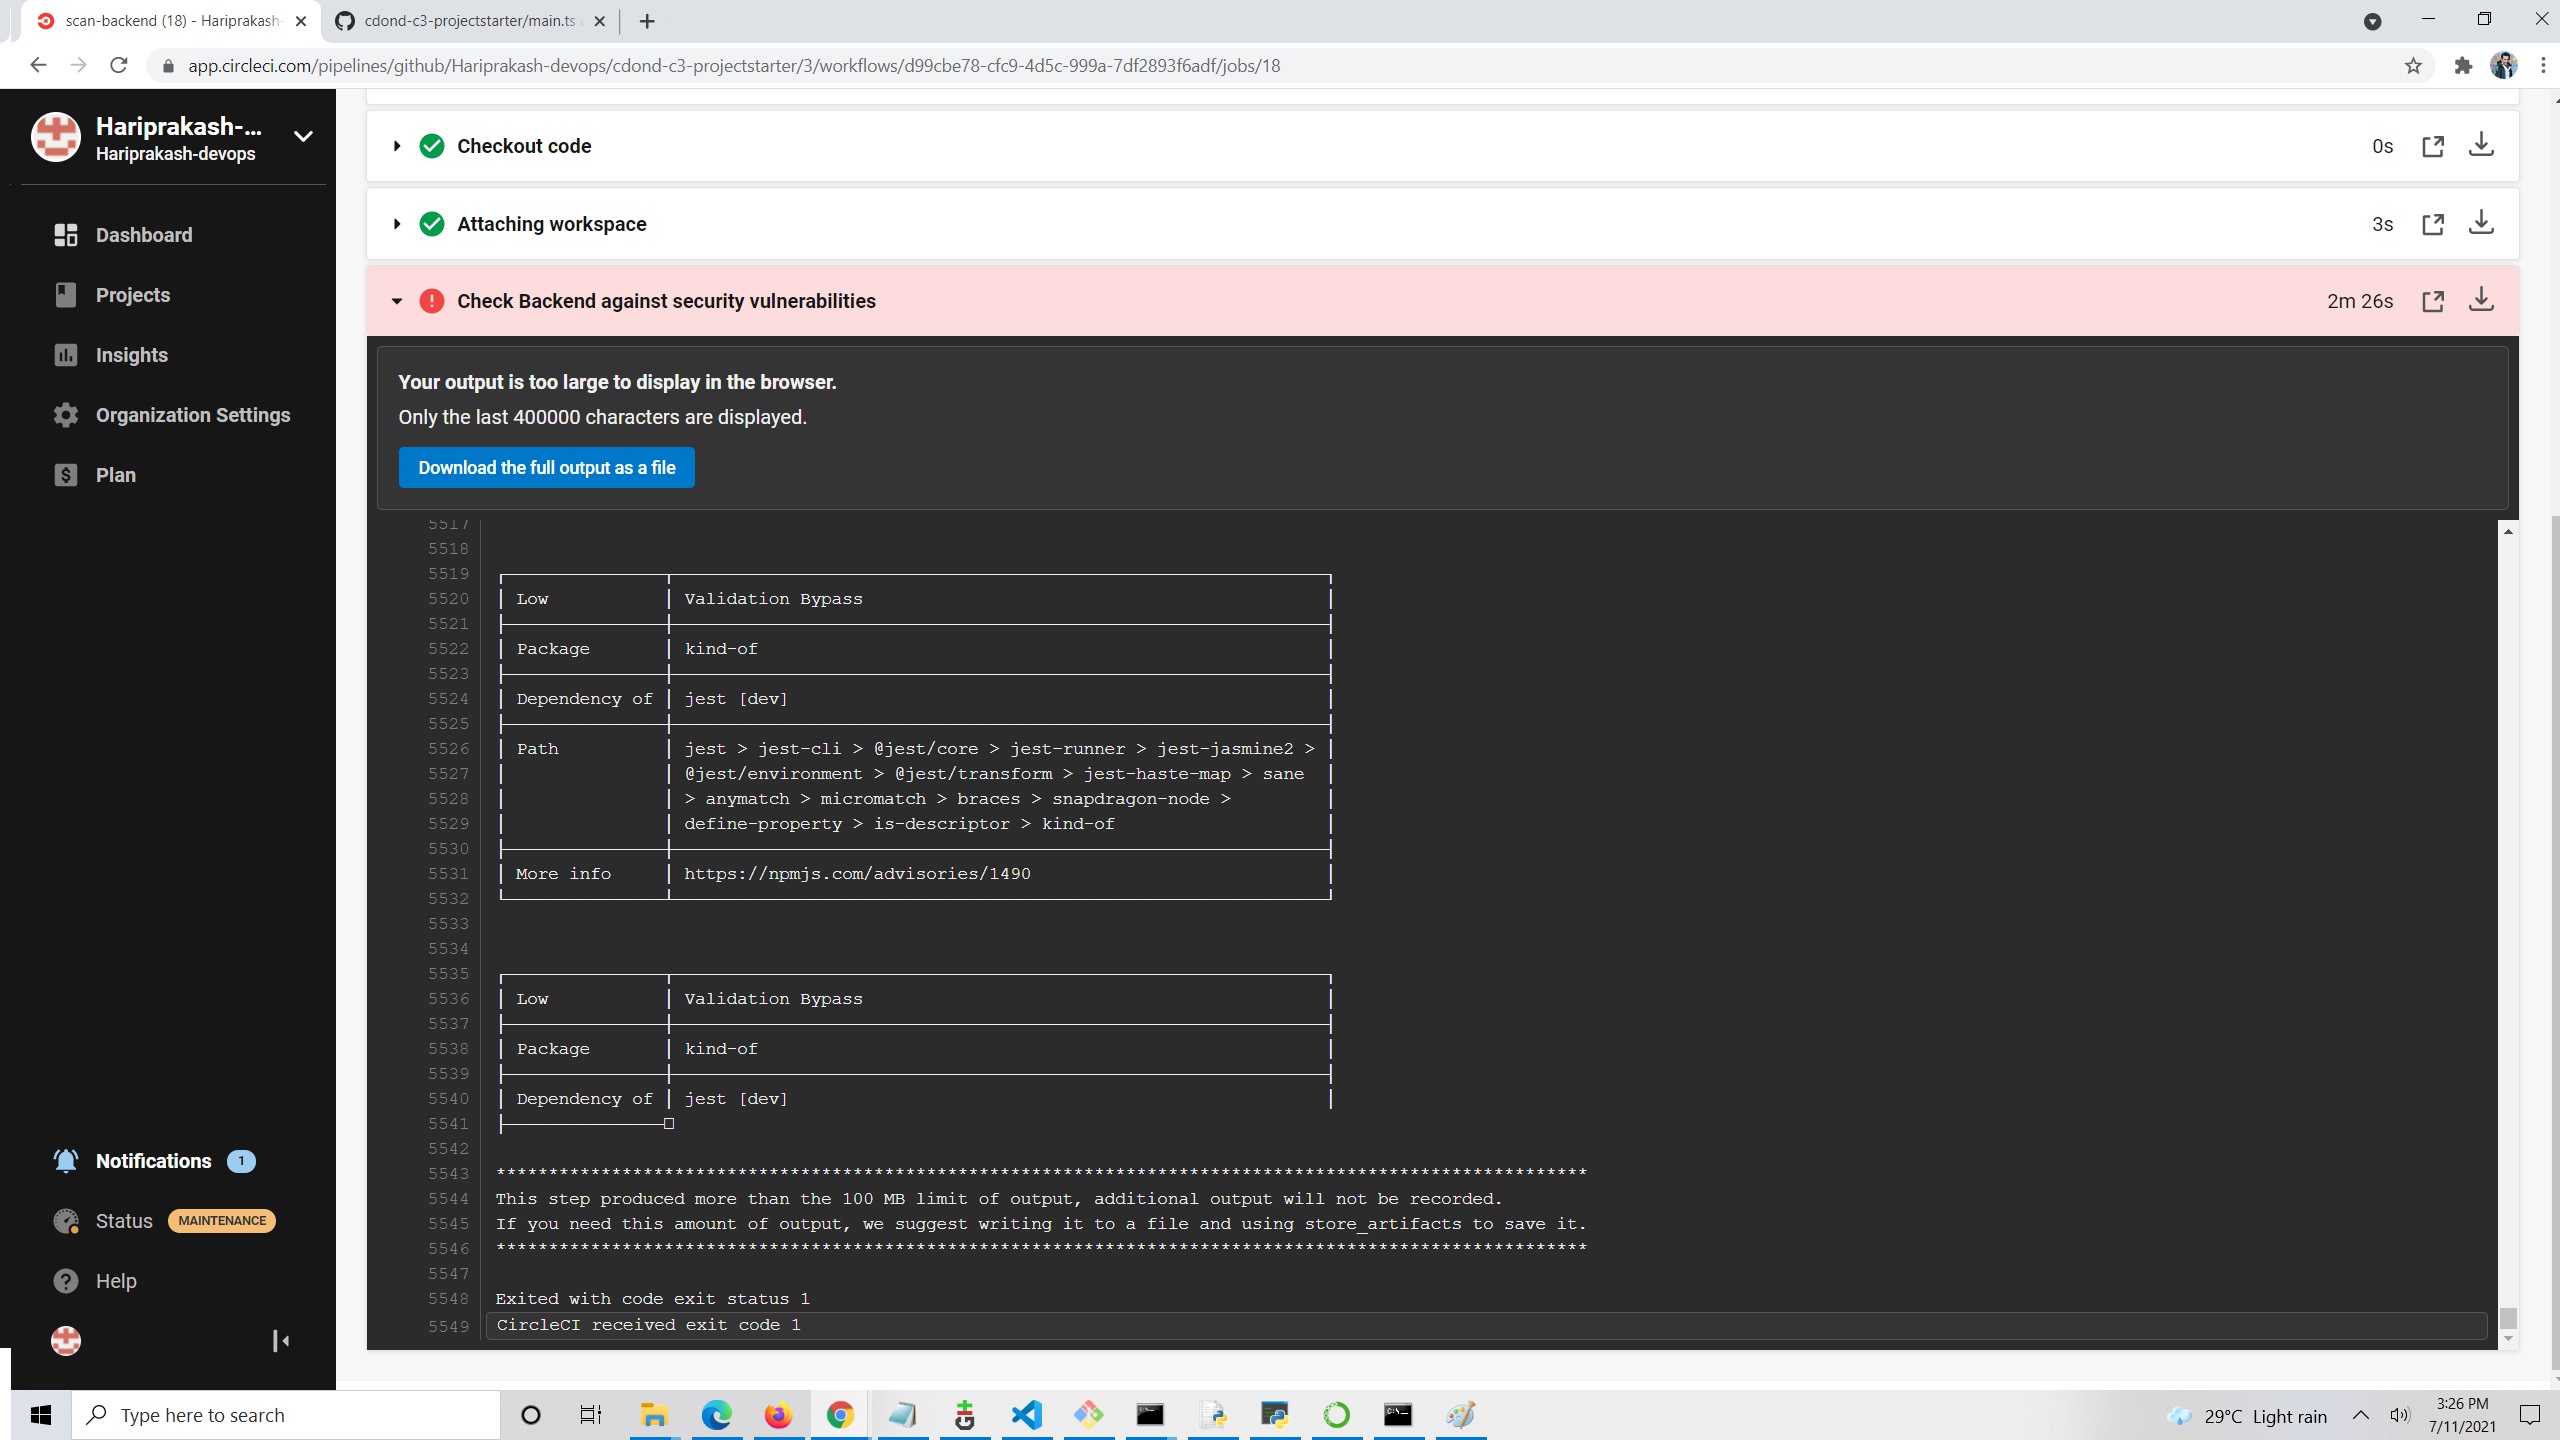 scan-backend (18) - Hariprakash-
cdond-c3-projectstarter/main.ts a
app.circleci.com/pipelines/github/Hariprakash-devops/cdond-c3-projectstarter/3/workflows/d99cbe78-cfc9-4d5c-999a-7df2893f6adf/jobs/18
Hariprakash-...
Hariprakash-devops
Dashboard
Projects
Insights
Organization Settings
Plan
Notifications 1
Status MAINTENANCE
Help
Checkout code 0s
Attaching workspace 3s
Check Backend against security vulnerabilities 2m 26s
Your output is too large to display in the browser.
Only the last 400000 characters are displayed.
Download the full output as a file
5517
5518
5519
5520 Low Validation Bypass
5521
5522 Package kind-of
5523
5524 Dependency of jest [dev]
5525
5526 Path jest > jest-cli > @jest/core > jest-runner > jest-jasmine2 >
5527 @jest/environment > @jest/transform > jest-haste-map > sane
5528 > anymatch > micromatch > braces > snapdragon-node >
5529 define-property > is-descriptor > kind-of
5530
5531 More info https://npmjs.com/advisories/1490
5532
5533
5534
5535
5536 Low Validation Bypass
5537
5538 Package kind-of
5539
5540 Dependency of jest [dev]
5541
5542
5543 ********************************************************************************************************
5544 This step produced more than the 100 MB limit of output, additional output will not be recorded.
5545 If you need this amount of output, we suggest writing it to a file and using store_artifacts to save it.
5546 ********************************************************************************************************
5547
5548 Exited with code exit status 1
5549 CircleCI received exit code 1
Type here to search
29°C Light rain
3:26 PM
7/11/2021